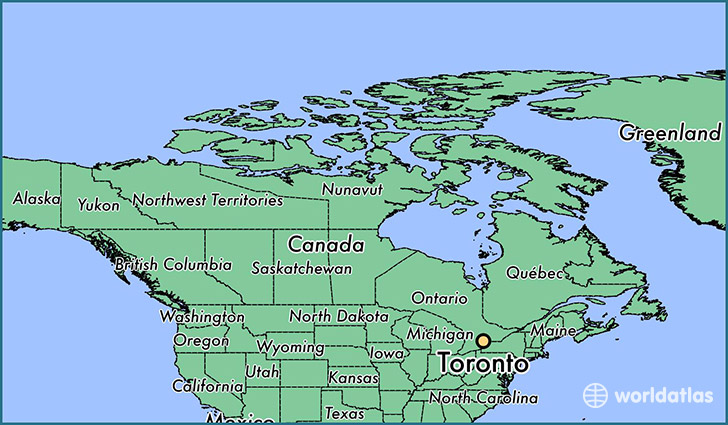 Greenland
Alaska
Yukon
Northwest Territories
Nunavut
Canada
British Columbia
Saskatchewan
Québec
Ontario
Washington
North Dakota
Michigan
Maine
Oregon
Wyoming
Iowa
Toronto
Utah
Kansas
California
North Carolina
Texas
Mexico
worldatlas